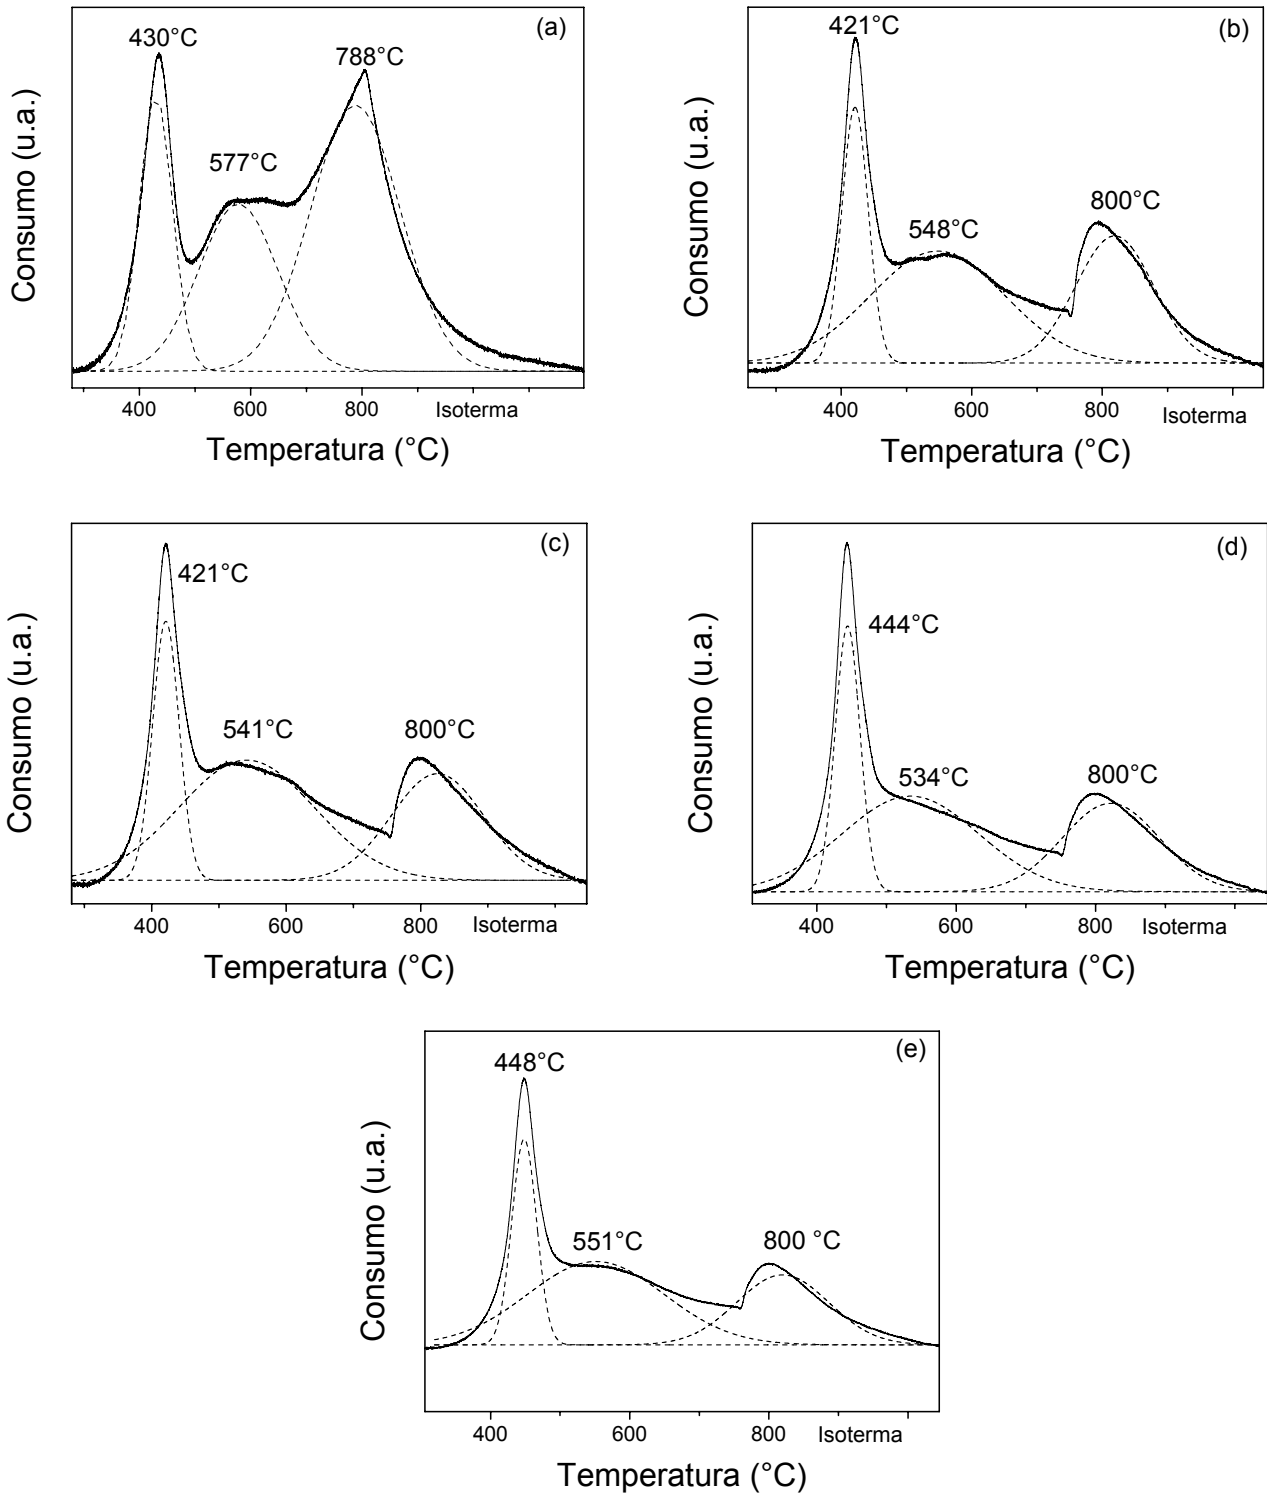 (a)
430°C
788°C
577°C
Consumo (u.a.)
400 600 800 Isoterma
Temperatura (°C)
(b)
421°C
800°C
548°C
Consumo (u.a.)
400 600 800 Isoterma
Temperatura (°C)
(c)
421°C
541°C 800°C
Consumo (u.a.)
400 600 800 Isoterma
Temperatura (°C)
(d)
444°C
534°C 800°C
Consumo (u.a.)
400 600 800 Isoterma
Temperatura (°C)
(e)
448°C
551°C 800 °C
Consumo (u.a.)
400 600 800 Isoterma
Temperatura (°C)